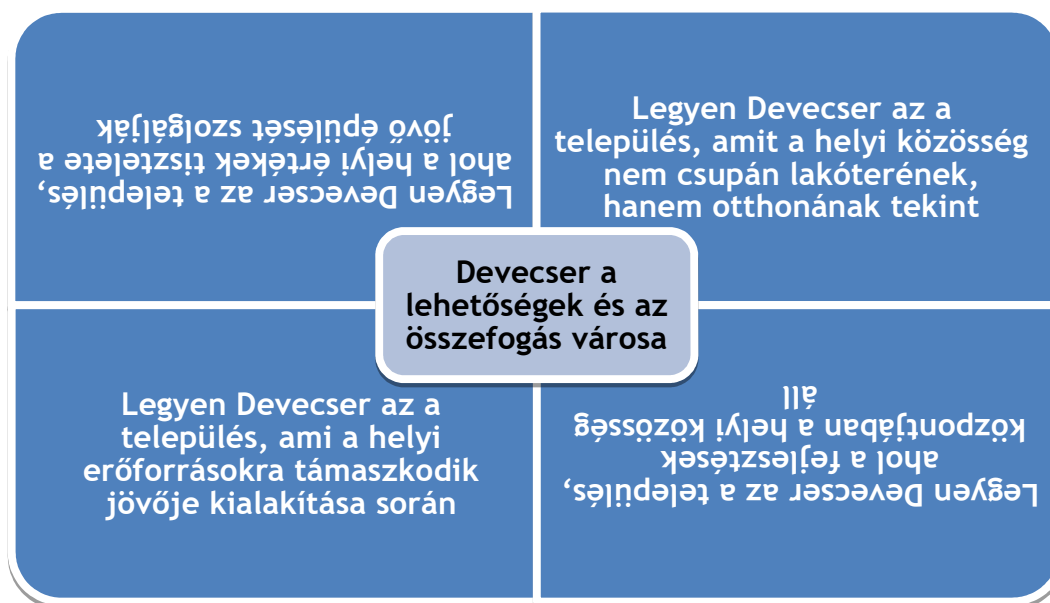 Legyen Devecser az a település,
ahol a helyi értékek tisztelete a
jövő épülését szolgálják
Legyen Devecser az a
település, amit a helyi közösség
nem csupán lakóterének,
hanem otthonának tekint
Devecser a
lehetőségek és az
összefogás városa
Legyen Devecser az a
település, ami a helyi
erőforrásokra támaszkodik
jövője kialakítása során
Legyen Devecser az a település,
ahol a fejlesztések
központjában a helyi közösség
áll